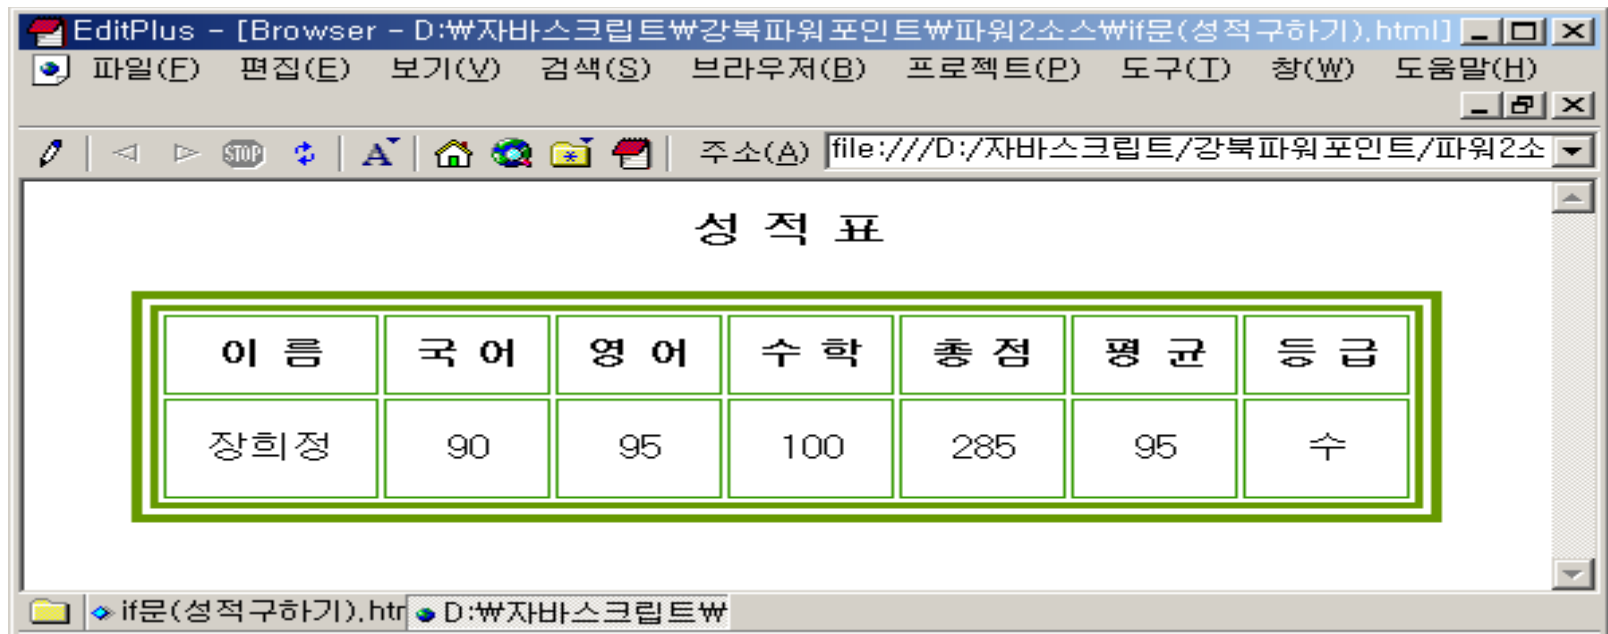 EditPlus - [Browser - D:₩자바스크립트₩강북파워포인트₩파워2소스₩if문(성적구하기).html]
파일(F) 편집(E) 보기(V) 검색(S) 브라우저(B) 프로젝트(P) 도구(T) 창(W) 도움말(H)
STOP A 주소(A) file:///D:/자바스크립트/강북파워포인트/파워2소
성 적 표
이 름 국 어 영 어 수 학 총 점 평 균 등 급
장희정 90 95 100 285 95 수
if문(성적구하기).htr D:₩자바스크립트₩